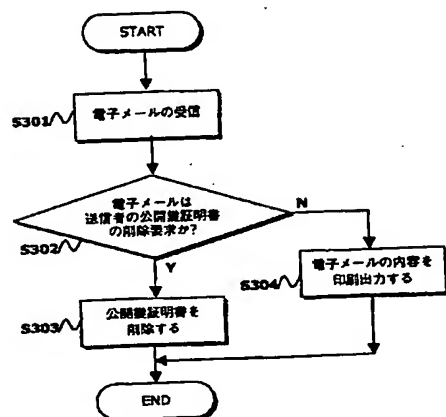 START
S301
電子メールの受信
電子メールは
送信者の公開鍵証明書
の削除要求か?
N
S302
Y
電子メールの内容を
印刷出力する
S304
公開鍵証明書を
削除する
S303
END